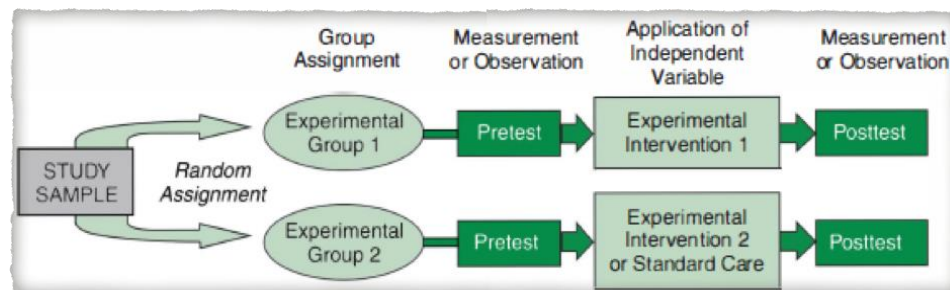 Group
Assignment
Measurement
or Observation
Application of
Independent
Variable
Measurement
or Observation
STUDY
SAMPLE
Random
Assignment
Experimental
Group 1
Pretest
Experimental
Intervention 1
Posttest
Experimental
Group 2
Pretest
Experimental
Intervention 2
or Standard Care
Posttest